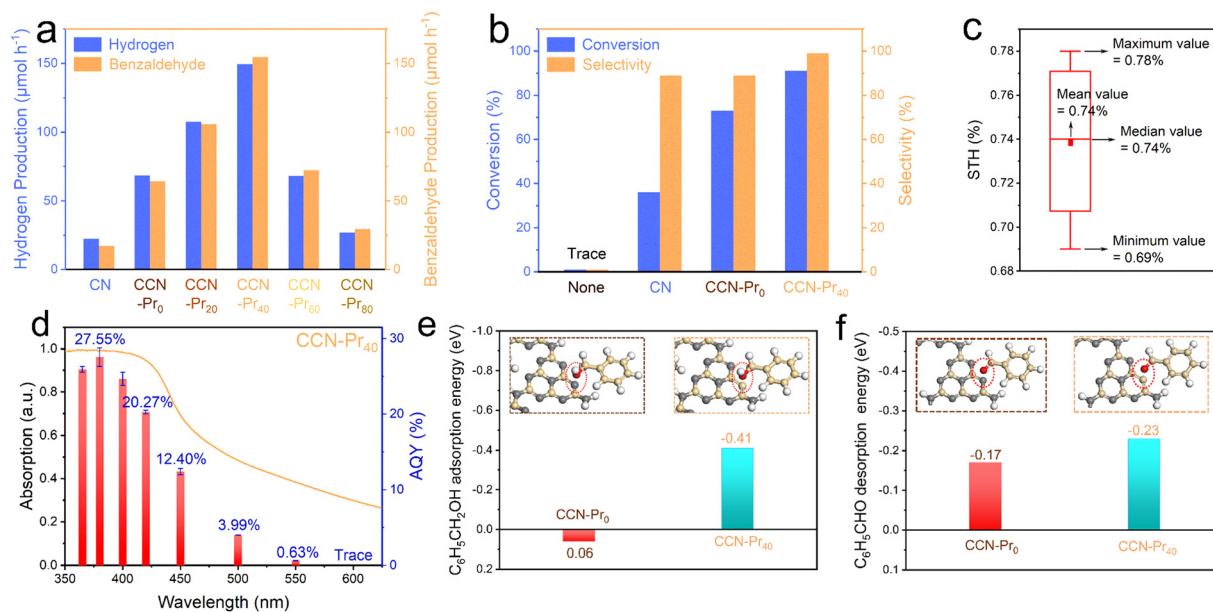 a
Hydrogen
Benzaldehyde
Hydrogen Production (μmol h⁻¹)
Benzaldehyde Production (μmol h⁻¹)
150
100
50
0
150
100
50
0
CN
CCN
-Pr₀
CCN
-Pr₂₀
CCN
-Pr₄₀
CCN
-Pr₆₀
CCN
-Pr₈₀
b
Conversion
Selectivity
Conversion (%)
Selectivity (%)
100
80
60
40
20
0
100
80
60
40
20
0
Trace
None
CN
CCN-Pr₀
CCN-Pr₄₀
c
STH (%)
0.78
0.76
0.74
0.72
0.70
0.68
Maximum value
= 0.78%
Mean value
= 0.74%
Median value
= 0.74%
Minimum value
= 0.69%
d
CCN-Pr₄₀
Absorption (a.u.)
AQY (%)
1.0
0.8
0.6
0.4
0.2
0.0
30
20
10
0
27.55%
20.27%
12.40%
3.99%
0.63%
Trace
350
400
450
500
550
600
Wavelength (nm)
e
C₆H₅CH₂OH adsorption energy (eV)
-1.0
-0.8
-0.6
-0.4
-0.2
0.0
0.2
CCN-Pr₀
0.06
-0.41
CCN-Pr₄₀
f
C₆H₅CHO desorption energy (eV)
-0.5
-0.4
-0.3
-0.2
-0.1
0.0
0.1
-0.17
-0.23
CCN-Pr₀
CCN-Pr₄₀